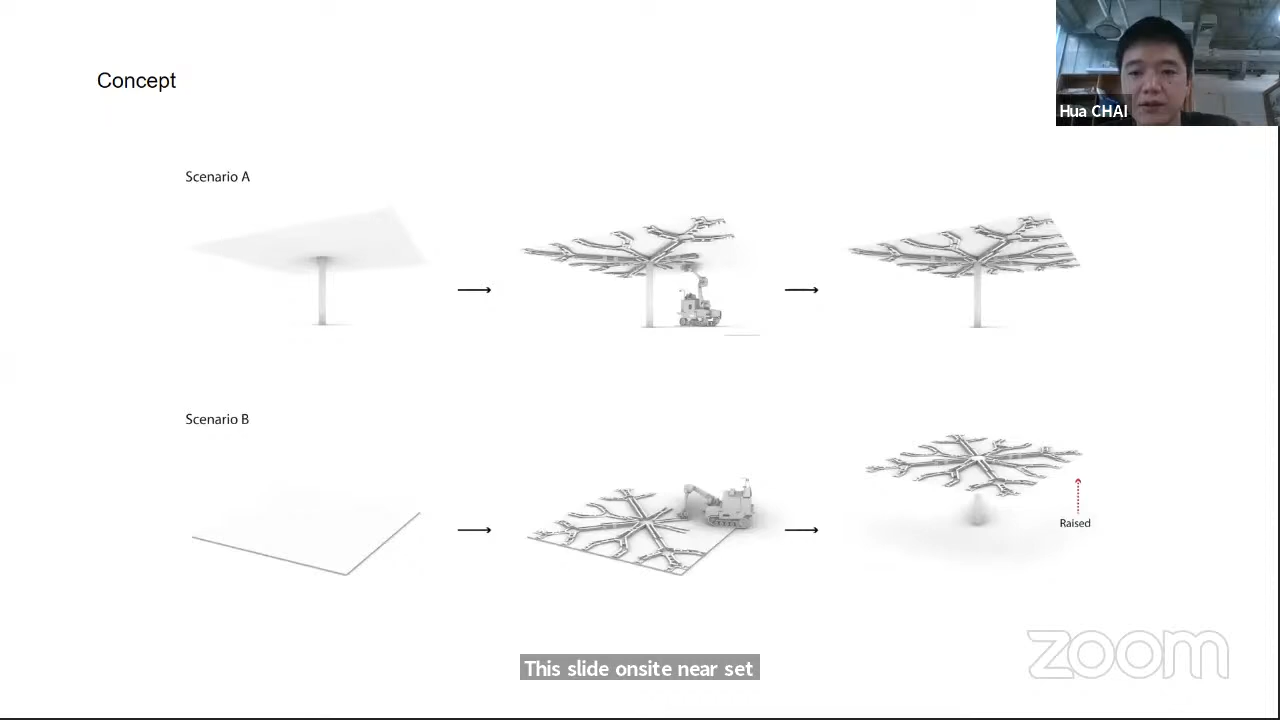 Concept
Hua CHAI
Scenario A
Scenario B
Raised
zoom
This slide onsite near set